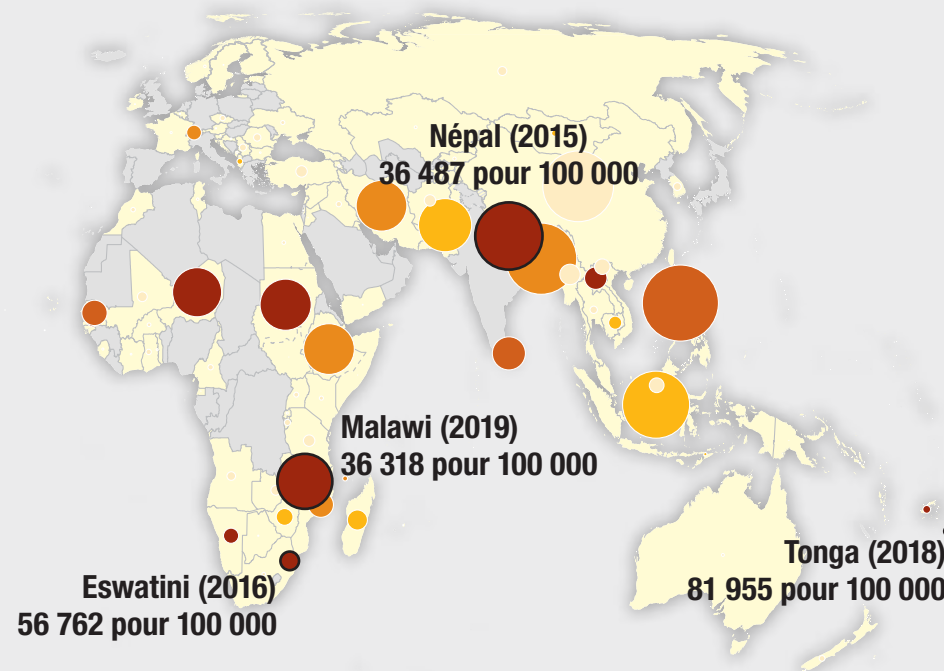 Népal (2015)
36 487 pour 100 000
Malawi (2019)
36 318 pour 100 000
Tonga (2018)
81 955 pour 100 000
Eswatini (2016)
56 762 pour 100 000